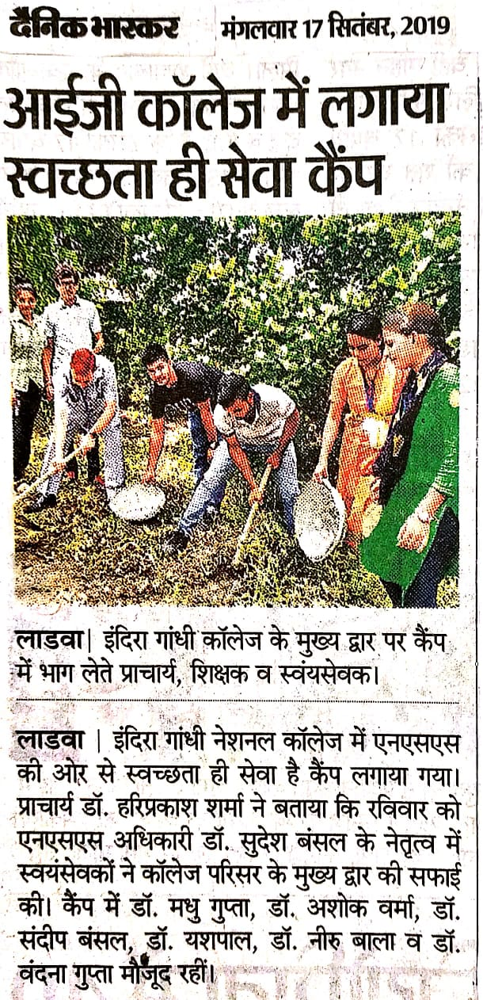 दैनिक भास्कर मंगलवार 17 सितंबर, 2019
आईजी कॉलेज में लगाया
स्वच्छता ही सेवा कैंप
लाडवा| इंदिरा गांधी कॉलेज के मुख्य द्वार पर कैंप
में भाग लेते प्राचार्य, शिक्षक व स्वंयसेवक।
लाडवा | इंदिरा गांधी नेशनल कॉलेज में एनएसएस
की ओर से स्वच्छता ही सेवा है कैंप लगाया गया।
प्राचार्य डॉ. हरिप्रकाश शर्मा ने बताया कि रविवार को
एनएसएस अधिकारी डॉ. सुदेश बंसल के नेतृत्व में
स्वयंसेवकों ने कॉलेज परिसर के मुख्य द्वार की सफाई
की। कैंप में डॉ. मधु गुप्ता, डॉ. अशोक वर्मा, डॉ.
संदीप बंसल, डॉ. यशपाल, डॉ. नीरु बाला व डॉ.
वंदना गुप्ता मौजूद रहीं।